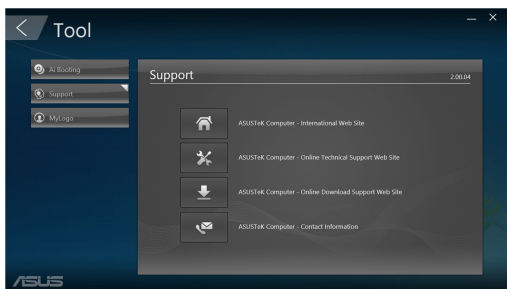 Tool
Ai Booting
Support
MyLogo
Support
2.00.04
ASUSTeK Computer - International Web Site
ASUSTeK Computer - Online Technical Support Web Site
ASUSTeK Computer - Online Download Support Web Site
ASUSTeK Computer - Contact Information
ASUS